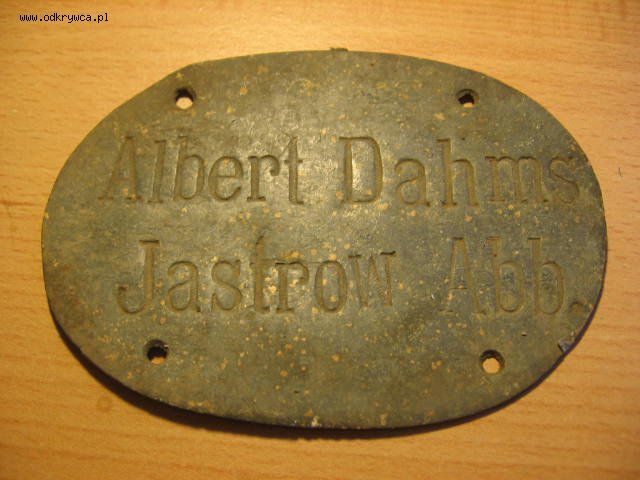 www.odkrywca.pl
Albert Dahms
Jastrow Abb.